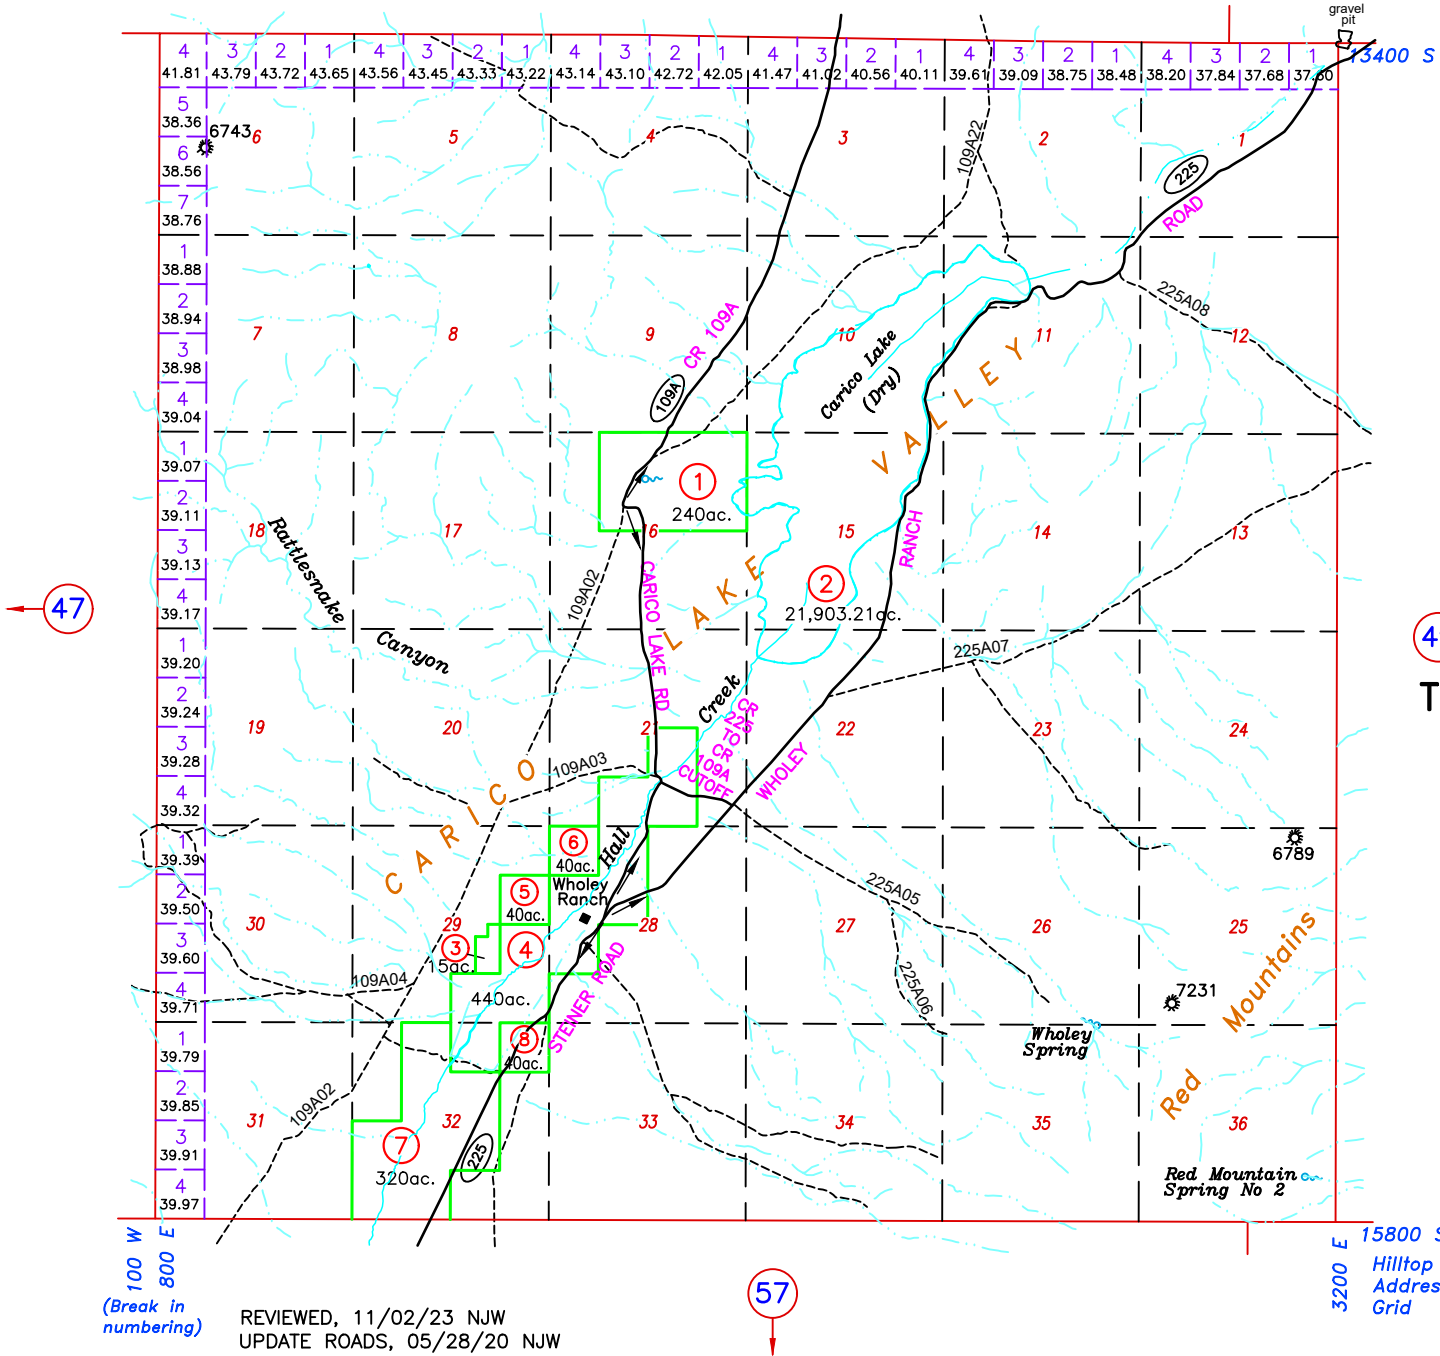 gravel
pit
13400 S
4 3 2 1 4 3 2 1 4 3 2 1 4 3 2 1 4 3 2 1 4 3 2 1
41.81 43.79 43.72 43.65 43.56 43.45 43.33 43.22 43.14 43.10 42.72 42.05 41.47 41.02 40.56 40.11 39.61 39.09 38.75 38.48 38.20 37.84 37.68 37.60
5
38.36
6743
6 5 4 3 2 1
6
38.56
109A22
225
7
38.76
ROAD
1
38.88
225A08
2
38.94
7 8 9 10 11 12
CR 109A
Carico Lake
(Dry)
3
38.98
109A
4
39.04
VALLEY
1
39.07
1
240ac.
2
39.11
18 17 16 15 14 13
Rattlesnake
Canyon
RANCH
3
39.13
109A02
CARICO LAKE RD
LAKE
2
21,903.21ac.
4
39.17
47
4
T
1
39.20
225A07
2
39.24
Creek
19 20 21 22 23 24
CR
225
TO
CR
109A
CUTOFF
WHOLEY
3
39.28
109A03
CARICO
4
39.32
1
39.39
6
40ac.
Hall
6789
2
39.50
5
40ac.
Wholey
Ranch
225A05
30 29 28 27 26 25
3
39.60
3
15ac.
4
440ac.
STEINER ROAD
225A06
109A04
4
39.71
7231
Red Mountains
Wholey
Spring
1
39.79
8
40ac.
2
39.85
109A02
31 32 33 34 35 36
3
39.91
7
320ac.
225
4
39.97
Red Mountain
Spring No 2
100 W
800 E
(Break in
numbering)
3200 E
15800 S
Hilltop
Addres
Grid
57
REVIEWED, 11/02/23 NJW
UPDATE ROADS, 05/28/20 NJW